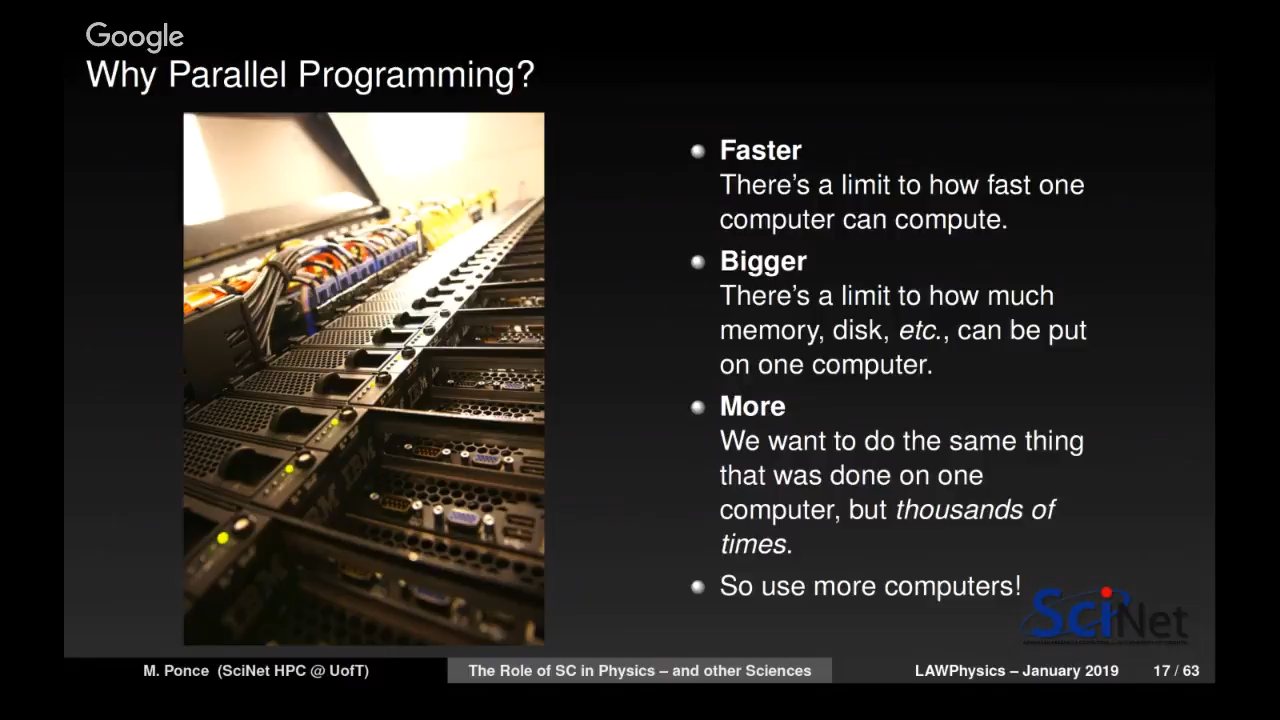 Google
Why Parallel Programming?
Faster
There's a limit to how fast one
computer can compute.
Bigger
There's a limit to how much
memory, disk, etc., can be put
on one computer.
More
We want to do the same thing
that was done on one
computer, but thousands of
times.
So use more computers!
SciNet
IBM
IBM
IBM
M. Ponce (SciNet HPC @ UofT)
The Role of SC in Physics – and other Sciences
LAWPhysics – January 2019
17 / 63